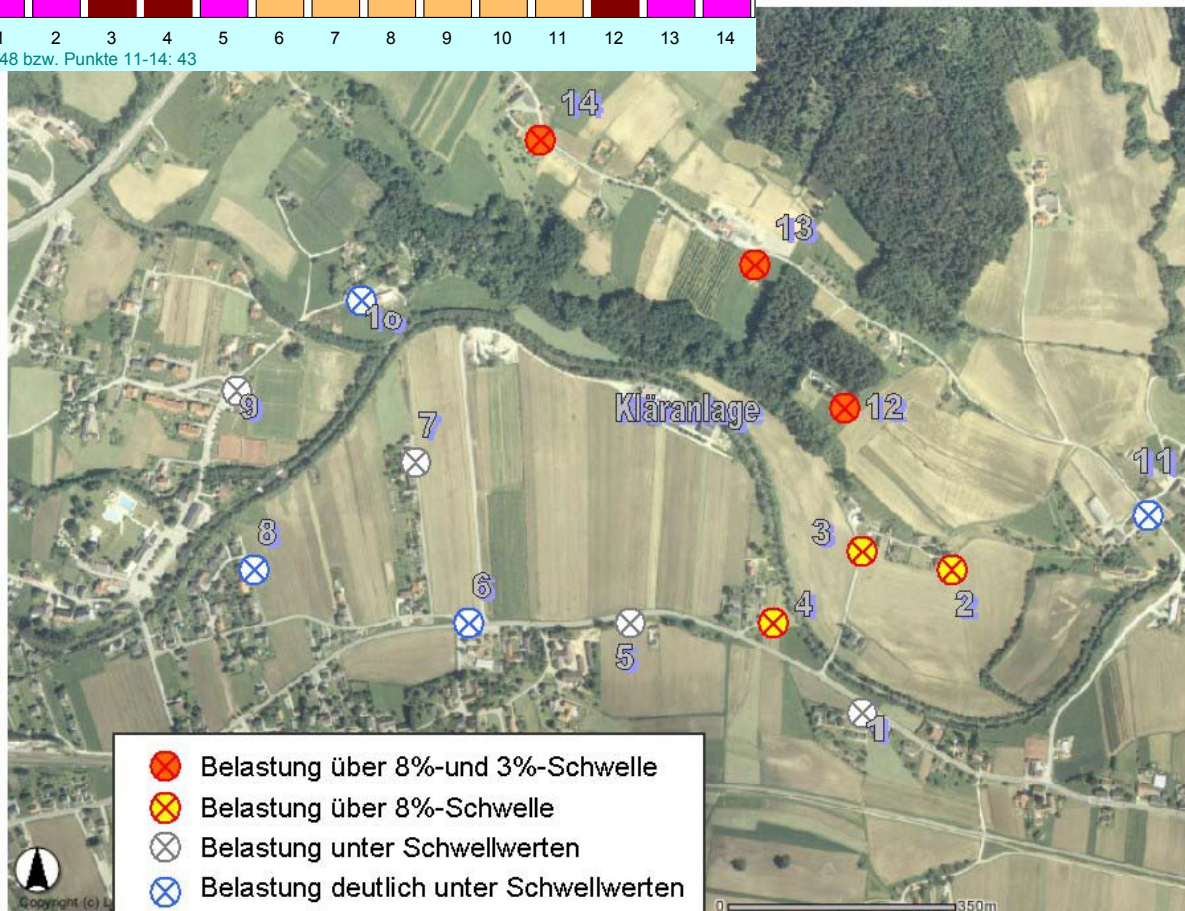 1 2 3 4 5 6 7 8 9 10 11 12 13 14
48 bzw. Punkte 11-14: 43
14
13
10
Kläranlage
12
9
7
11
3
8
6
4
2
5
1
Belastung über 8%-und 3%-Schwelle
Belastung über 8%-Schwelle
Belastung unter Schwellwerten
Belastung deutlich unter Schwellwerten
Copyright (c)
0 350m